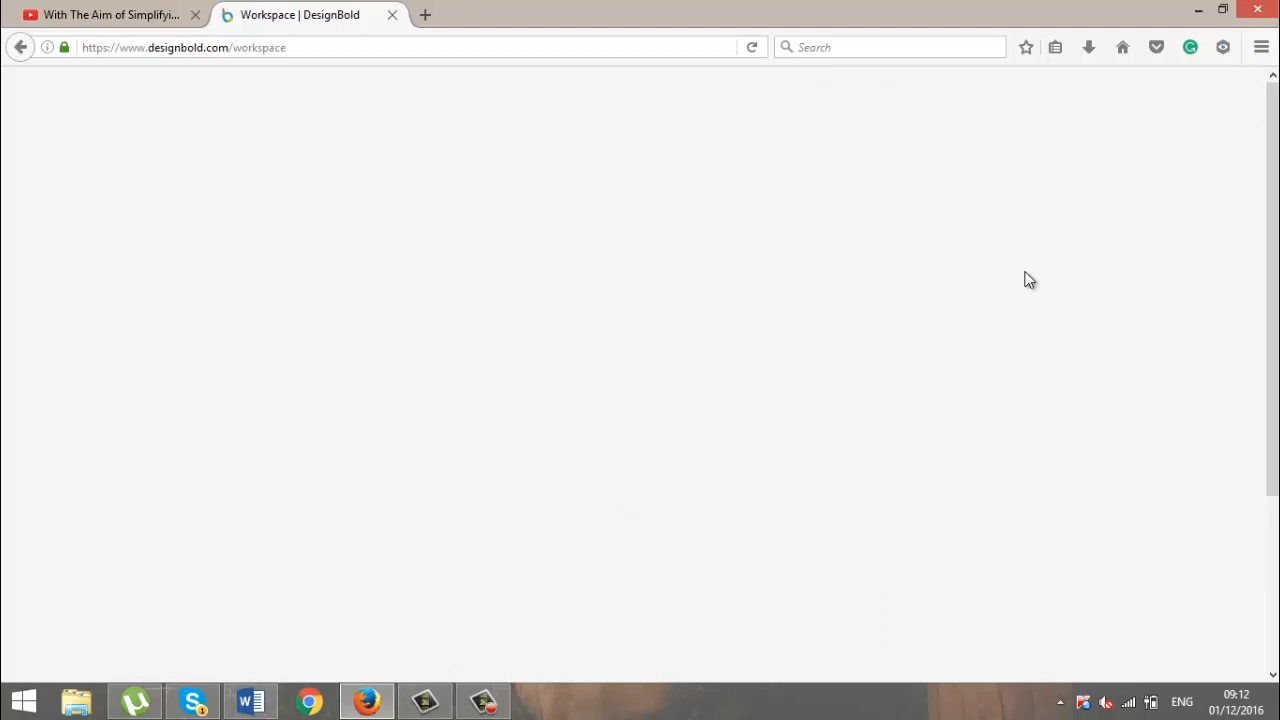 With The Aim of Simplifyi...
Workspace | DesignBold
https://www.designbold.com/workspace
Search
ENG
09:12
01/12/2016